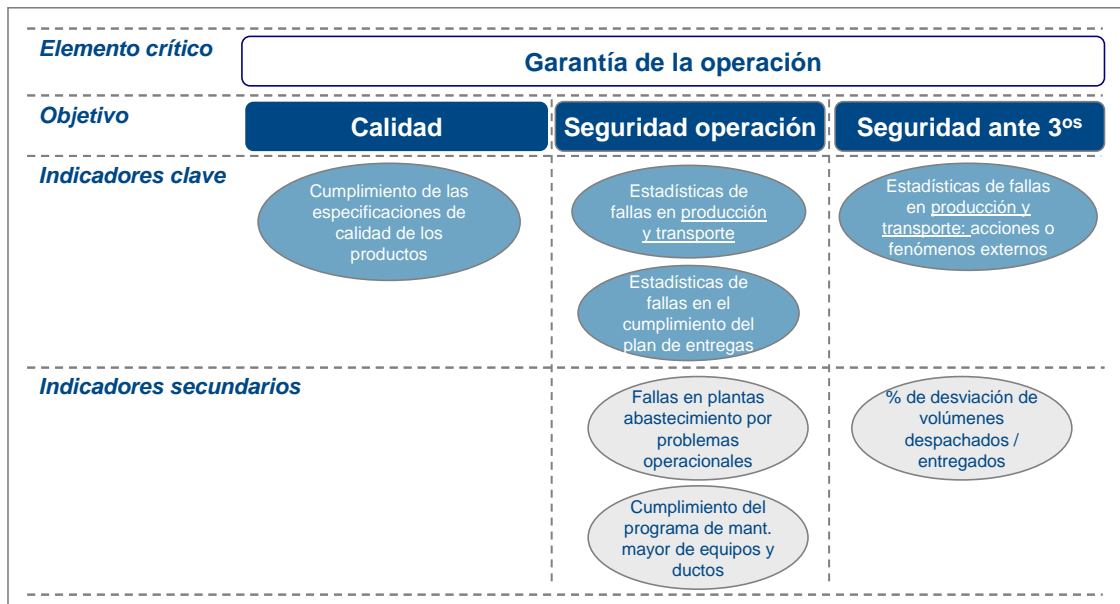 Elemento crítico
Garantía de la operación
Objetivo
Calidad
Seguridad operación
Seguridad ante 3os
Indicadores clave
Cumplimiento de las
especificaciones de
calidad de los
productos
Estadísticas de
fallas en producción
y transporte
Estadísticas de fallas
en producción y
transporte: acciones o
fenómenos externos
Estadísticas de
fallas en el
cumplimiento del
plan de entregas
Indicadores secundarios
Fallas en plantas
abastecimiento por
problemas
operacionales
% de desviación de
volúmenes
despachados /
entregados
Cumplimiento del
programa de mant.
mayor de equipos y
ductos